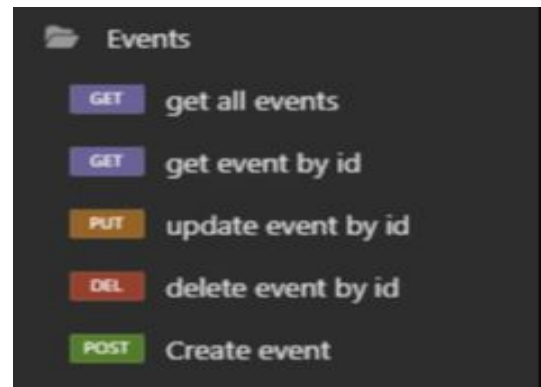 Events
GET get all events
GET get event by id
PUT update event by id
DEL delete event by id
POST Create event